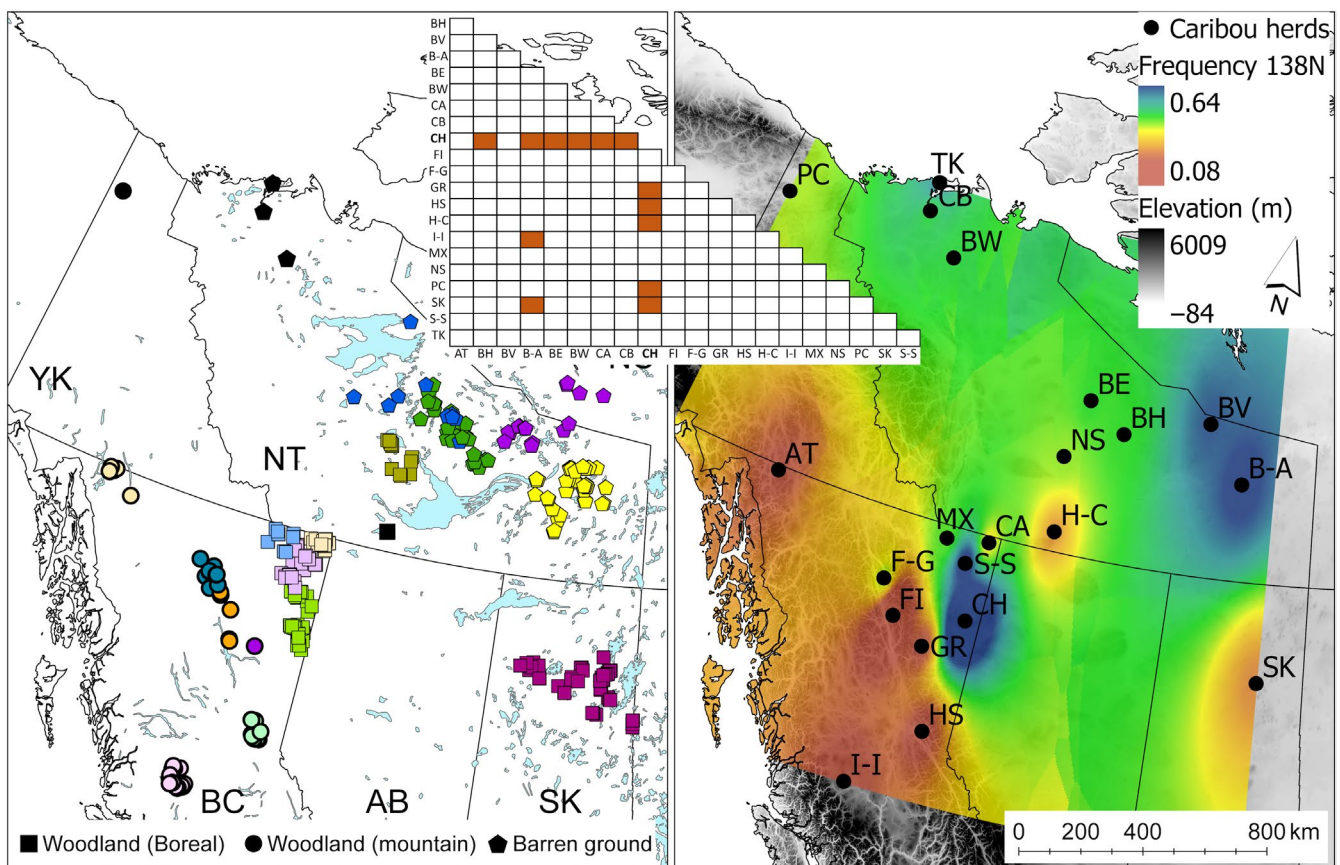 BH
BV
B-A
BE
BW
CA
CB
CH
FI
F-G
GR
HS
H-C
I-I
MX
NS
PC
SK
S-S
TK
AT BH BV B-A BE BW CA CB CH FI F-G GR HS H-C I-I MX NS PC SK S-S
YK
NT
BC
AB
SK
Woodland (Boreal) Woodland (mountain) Barren ground
Caribou herds
Frequency 138N
0.64
0.08
Elevation (m)
6009
−84
N
PC
TK
CB
BW
BE
BH
BV
NS
B-A
AT
H-C
MX
CA
S-S
F-G
FI
CH
GR
SK
HS
I-I
0 200 400 800 km